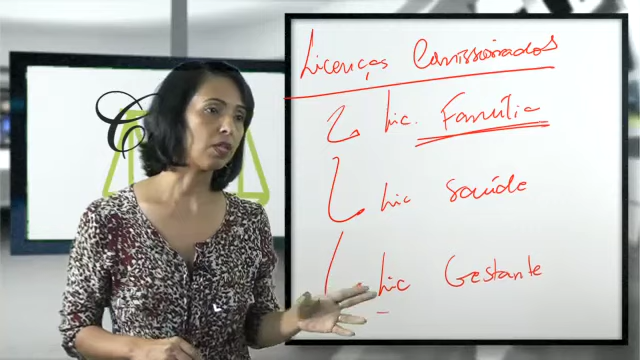 Licenças Comissionados
Lic. Família
Lic Saúde
Lic Gestante